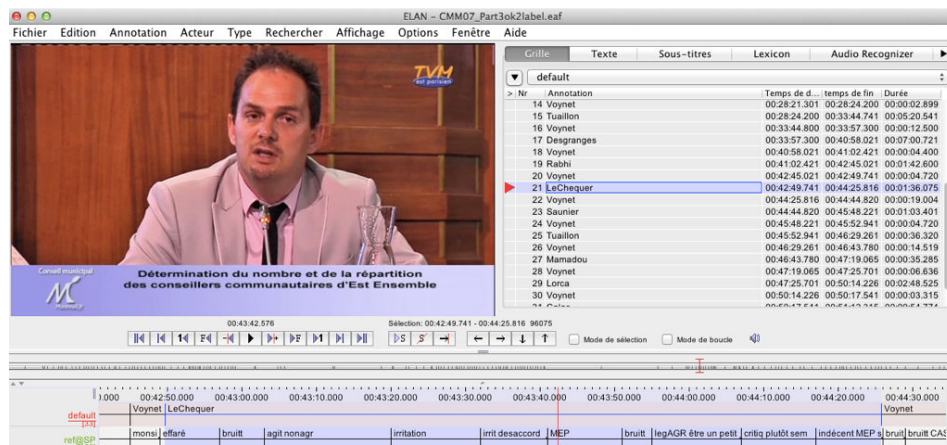 ELAN – CMM07_Part3ok2label.eaf
Fichier Edition Annotation Acteur Type Rechercher Affichage Options Fenêtre Aide
TVM
est parisien
Conseil municipal
Détermination du nombre et de la répartition
des conseillers communautaires d'Est Ensemble
Grille Texte Sous-titres Lexicon Audio Recognizer
default
> Nr Annotation Temps de d... temps de fin Durée
14 Voynet 00:28:21.301 00:28:24.200 00:00:02.899
15 Tuaillon 00:28:24.200 00:33:44.741 00:05:20.541
16 Voynet 00:33:44.800 00:33:57.300 00:00:12.500
17 Desgranges 00:33:57.300 00:40:58.021 00:07:00.721
18 Voynet 00:40:58.021 00:41:02.421 00:00:04.400
19 Rabhi 00:41:02.421 00:42:45.021 00:01:42.600
20 Voynet 00:42:45.021 00:42:49.741 00:00:04.720
21 LeChequer 00:42:49.741 00:44:25.816 00:01:36.075
22 Voynet 00:44:25.816 00:44:44.820 00:00:19.004
23 Saunier 00:44:44.820 00:45:48.221 00:01:03.401
24 Voynet 00:45:48.221 00:45:52.941 00:00:04.720
25 Tuaillon 00:45:52.941 00:46:29.261 00:00:36.320
26 Voynet 00:46:29.261 00:46:43.780 00:00:14.519
27 Mamadou 00:46:43.780 00:47:19.065 00:00:35.285
28 Voynet 00:47:19.065 00:47:25.701 00:00:06.636
29 Lorca 00:47:25.701 00:50:14.226 00:02:48.525
30 Voynet 00:50:14.226 00:50:17.541 00:00:03.315
00:43:42.576 Sélection: 00:42:49.741 - 00:44:25.816 96075
Mode de sélection Mode de boucle
):.000 00:42:50.000 00:43:00.000 00:43:10.000 00:43:20.000 00:43:30.000 00:43:40.000 00:43:50.000 00:44:00.000 00:44:10.000 00:44:20.000 00:44:30.000
default
[33]
Voynet LeChequer Voynet
ref@SP
monsi effaré bruitt agit nonagr irritation irrit desaccord MEP bruitt legAGR être un petit critiq plutôt sem indécent MEP s bruit bruitt CAS